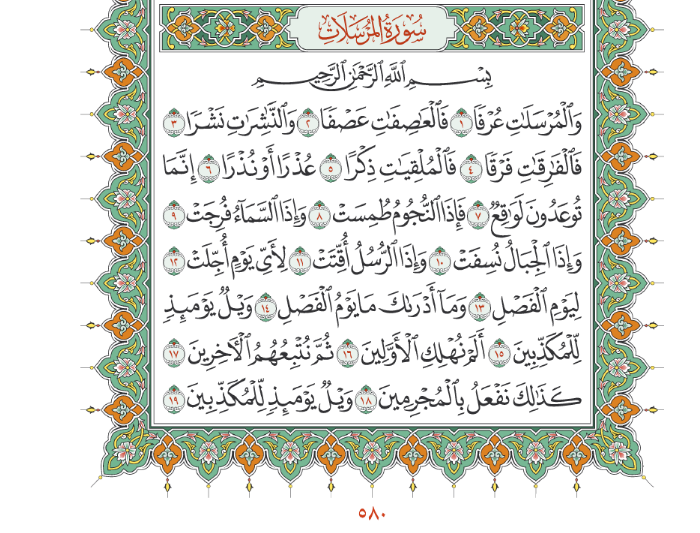 سُورَةُ المُرْسَلَاتِ
بِسْمِ ٱللَّهِ ٱلرَّحْمَٰنِ ٱلرَّحِيمِ
وَٱلْمُرْسَلَٰتِ عُرْفًا ١ فَٱلْعَٰصِفَٰتِ عَصْفًا ٢ وَٱلنَّٰشِرَٰتِ نَشْرًا ٣
فَٱلْفَٰرِقَٰتِ فَرْقًا ٤ فَٱلْمُلْقِيَٰتِ ذِكْرًا ٥ عُذْرًا أَوْ نُذْرًا ٦ إِنَّمَا
تُوعَدُونَ لَوَٰقِعٌ ٧ فَإِذَا ٱلنُّجُومُ طُمِسَتْ ٨ وَإِذَا ٱلسَّمَآءُ فُرِجَتْ ٩
وَإِذَا ٱلْجِبَالُ نُسِفَتْ ١٠ وَإِذَا ٱلرُّسُلُ أُقِّتَتْ ١١ لِأَىِّ يَوْمٍ أُجِّلَتْ ١٢
لِيَوْمِ ٱلْفَصْلِ ١٣ وَمَآ أَدْرَىٰكَ مَا يَوْمُ ٱلْفَصْلِ ١٤ وَيْلٌ يَوْمَئِذٍ
لِّلْمُكَذِّبِينَ ١٥ أَلَمْ نُهْلِكِ ٱلْأَوَّلِينَ ١٦ ثُمَّ نُتْبِعُهُمُ ٱلْءَاخِرِينَ ١٧
كَذَٰلِكَ نَفْعَلُ بِٱلْمُجْرِمِينَ ١٨ وَيْلٌ يَوْمَئِذٍ لِّلْمُكَذِّبِينَ ١٩
٥٨٠